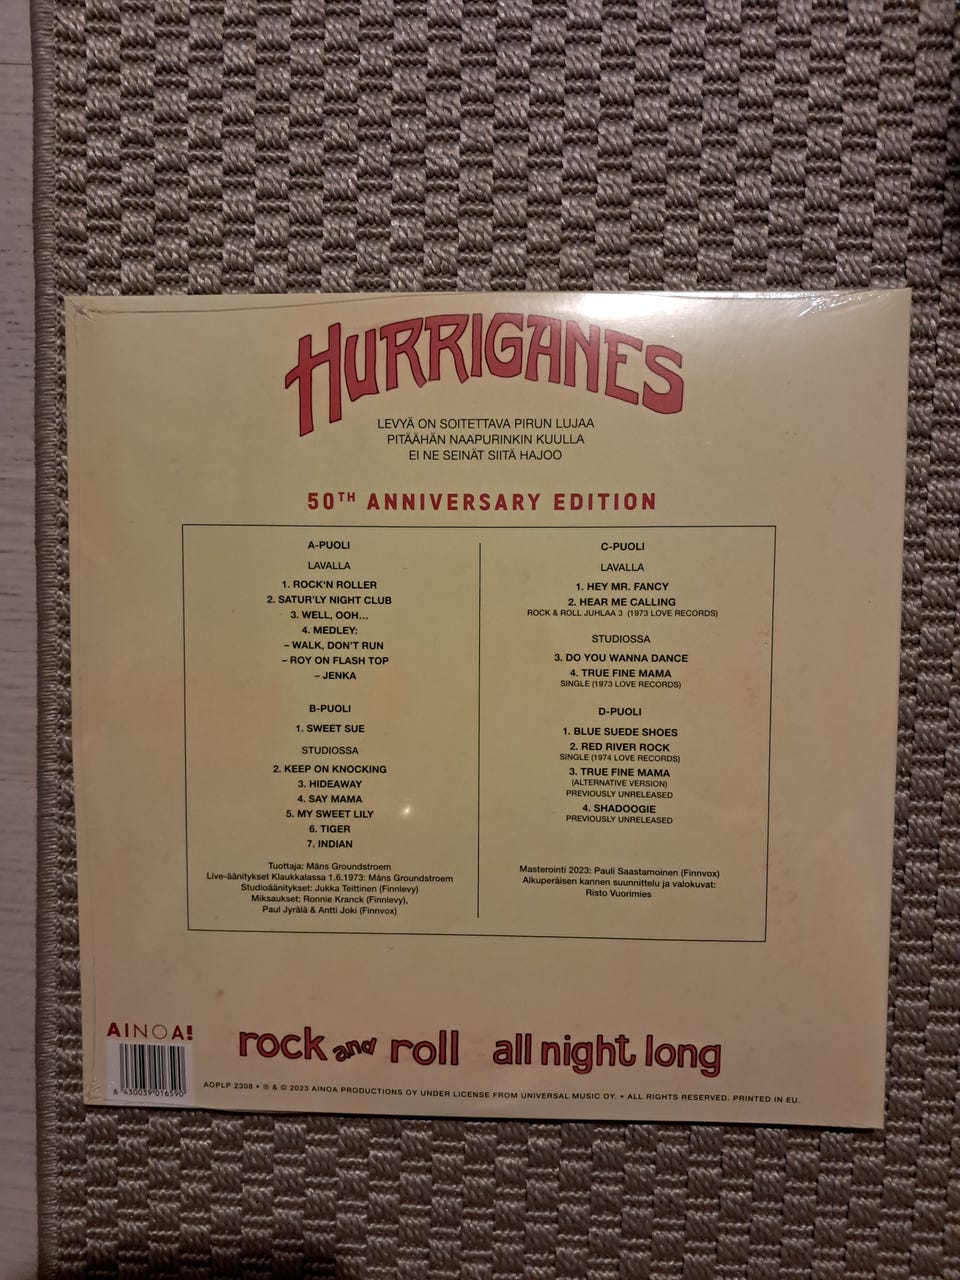 HURRIGANES
LEVYÄ ON SOITETTAVA PIRUN LUJAA
PITÄÄHÄN NAAPURINKIN KUULLA
EI NE SEINÄT SIITÄ HAJOO
50TH ANNIVERSARY EDITION
A-PUOLI
LAVALLA
1. ROCK'N ROLLER
2. SATUR'LY NIGHT CLUB
3. WELL, OOH...
4. MEDLEY:
– WALK, DON'T RUN
– ROY ON FLASH TOP
– JENKA
B-PUOLI
1. SWEET SUE
STUDIOSSA
2. KEEP ON KNOCKING
3. HIDEAWAY
4. SAY MAMA
5. MY SWEET LILY
6. TIGER
7. INDIAN
Tuottaja: Måns Groundstroem
Live-äänitykset Klaukkalassa 1.6.1973: Måns Groundstroem
Studioäänitykset: Jukka Teittinen (Finnlevy)
Miksaukset: Ronnie Kranck (Finnlevy),
Paul Jyrälä & Antti Joki (Finnvox)
C-PUOLI
LAVALLA
1. HEY MR. FANCY
2. HEAR ME CALLING
ROCK & ROLL JUHLAA 3 (1973 LOVE RECORDS)
STUDIOSSA
3. DO YOU WANNA DANCE
4. TRUE FINE MAMA
SINGLE (1973 LOVE RECORDS)
D-PUOLI
1. BLUE SUEDE SHOES
2. RED RIVER ROCK
SINGLE (1974 LOVE RECORDS)
3. TRUE FINE MAMA
(ALTERNATIVE VERSION)
PREVIOUSLY UNRELEASED
4. SHADOOGIE
PREVIOUSLY UNRELEASED
Masterointi 2023: Pauli Saastamoinen (Finnvox)
Alkuperäisen kannen suunnittelu ja valokuvat:
Risto Vuorimies
AINOA!
6 430039 016590
rock and roll all night long
AOPLP 2308 • ℗ & © 2023 AINOA PRODUCTIONS OY UNDER LICENSE FROM UNIVERSAL MUSIC OY. • ALL RIGHTS RESERVED. PRINTED IN EU.